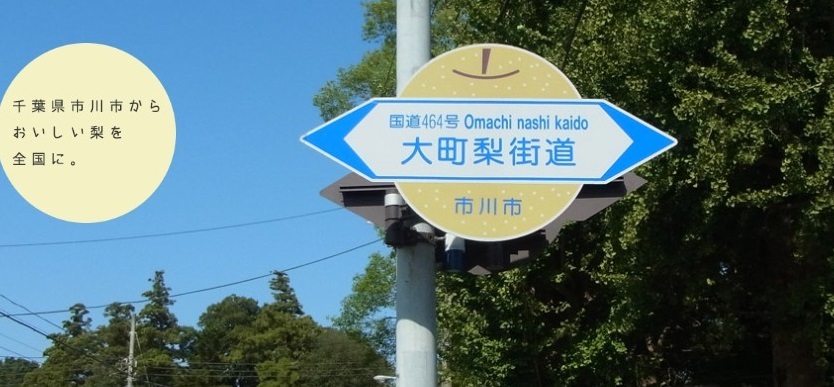 千葉県市川市から
おいしい梨を
全国に。
国道464号 Omachi nashi kaido
大町梨街道
市川市